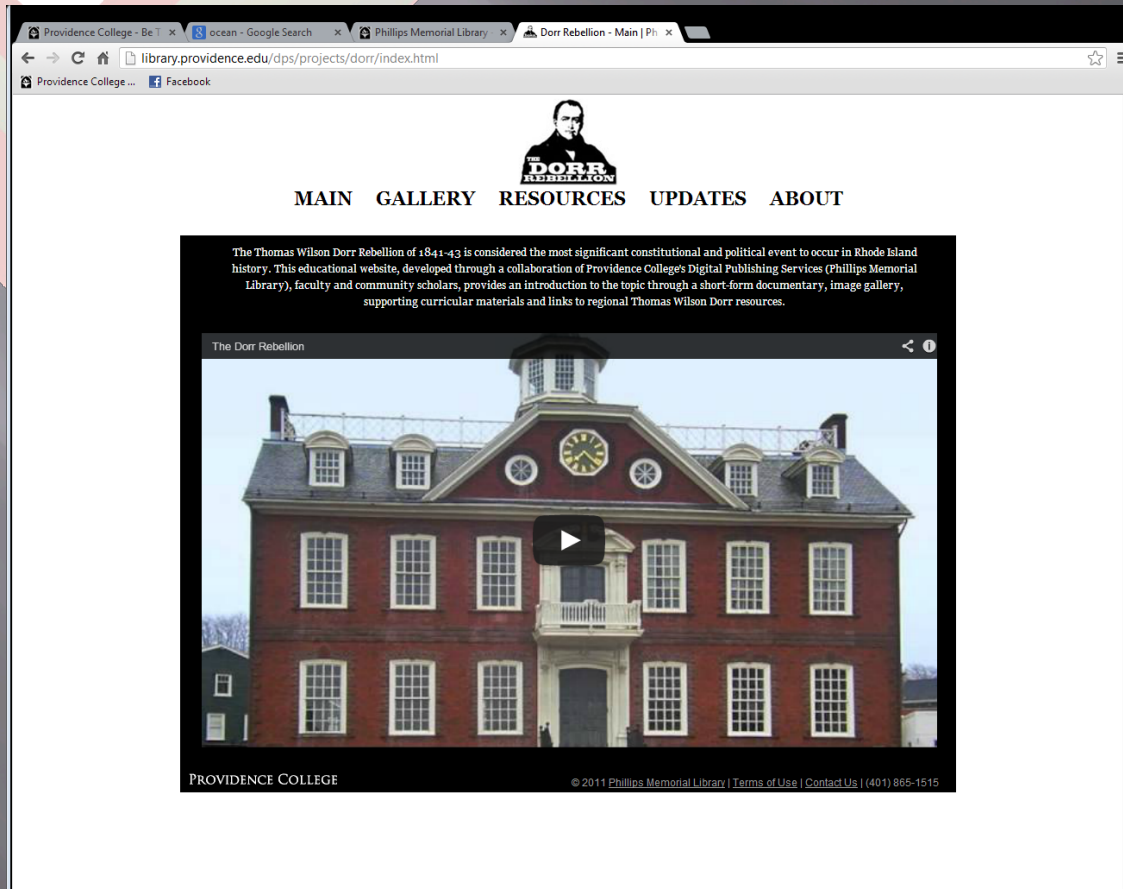 Providence College - Be T
ocean - Google Search
Phillips Memorial Library -
Dorr Rebellion - Main | Ph
library.providence.edu/dps/projects/dorr/index.html
Providence College ...
Facebook
THE
DORR
REBELLION
MAIN GALLERY RESOURCES UPDATES ABOUT
The Thomas Wilson Dorr Rebellion of 1841-43 is considered the most significant constitutional and political event to occur in Rhode Island
history. This educational website, developed through a collaboration of Providence College's Digital Publishing Services (Phillips Memorial
Library), faculty and community scholars, provides an introduction to the topic through a short-form documentary, image gallery,
supporting curricular materials and links to regional Thomas Wilson Dorr resources.
The Dorr Rebellion
PROVIDENCE COLLEGE
© 2011 Phillips Memorial Library | Terms of Use | Contact Us | (401) 865-1515